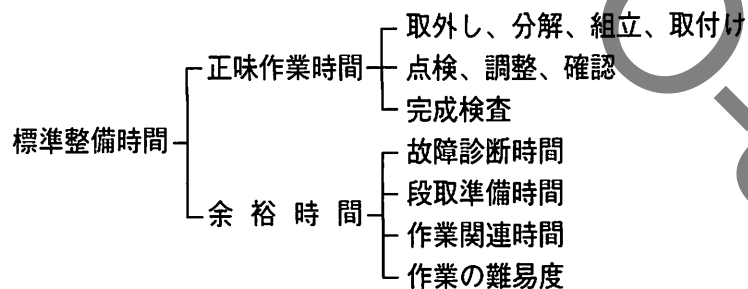 取外し、分解、組立、取付け
正味作業時間
点検、調整、確認
完成検査
標準整備時間
故障診断時間
段取準備時間
余裕時間
作業関連時間
作業の難易度